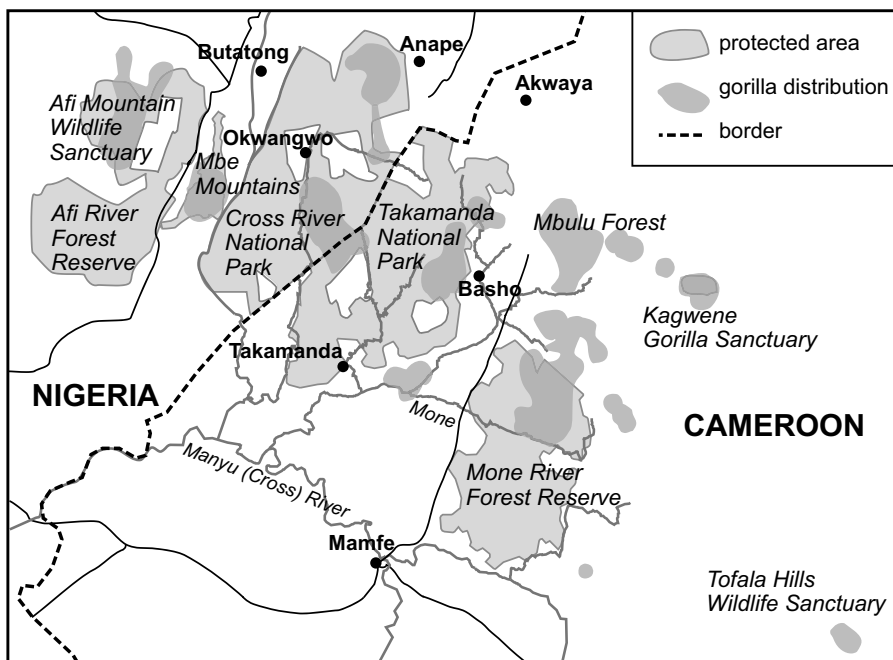 Butatong
Anape
Akwaya
protected area
gorilla distribution
border
Afi Mountain
Wildlife
Sanctuary
Okwangwo
Mbe
Mountains
Afi River
Forest
Reserve
Cross River
National
Park
Takamanda
National
Park
Mbulu Forest
Basho
Kagwene
Gorilla Sanctuary
Takamanda
NIGERIA
CAMEROON
Mone
Manyu (Cross) River
Mone River
Forest Reserve
Mamfe
Tofala Hills
Wildlife Sanctuary